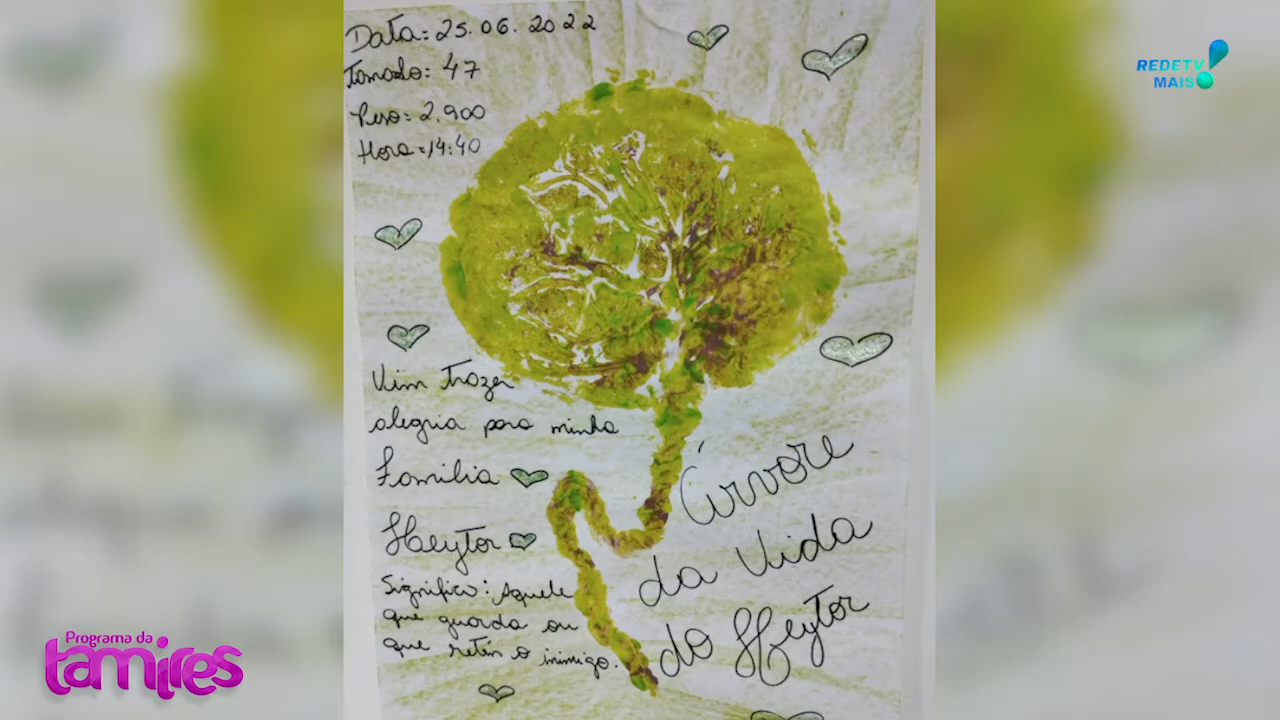 Data: 25.06.2022
Tamado: 47
Peso: 2,900
Hora: 14:40
Vim trazer
alegria para minha
Família
Heytor
Significa: Aquele
que guarda ou
que retém o inimigo.
Árvore
da Vida
do Heytor
REDETV!
MAIS
Programa da
tamires